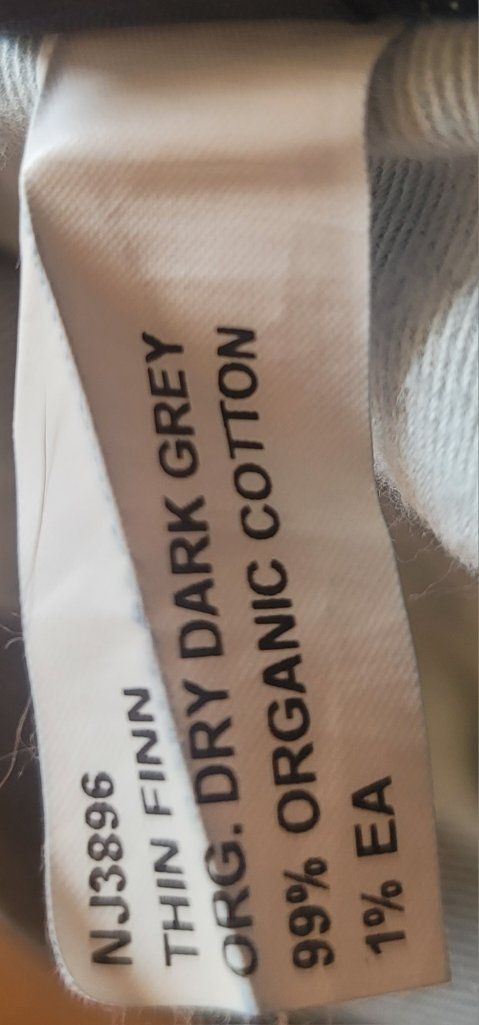 NJ3896
THIN FINN
ORG. DRY DARK GREY
99% ORGANIC COTTON
1% EA